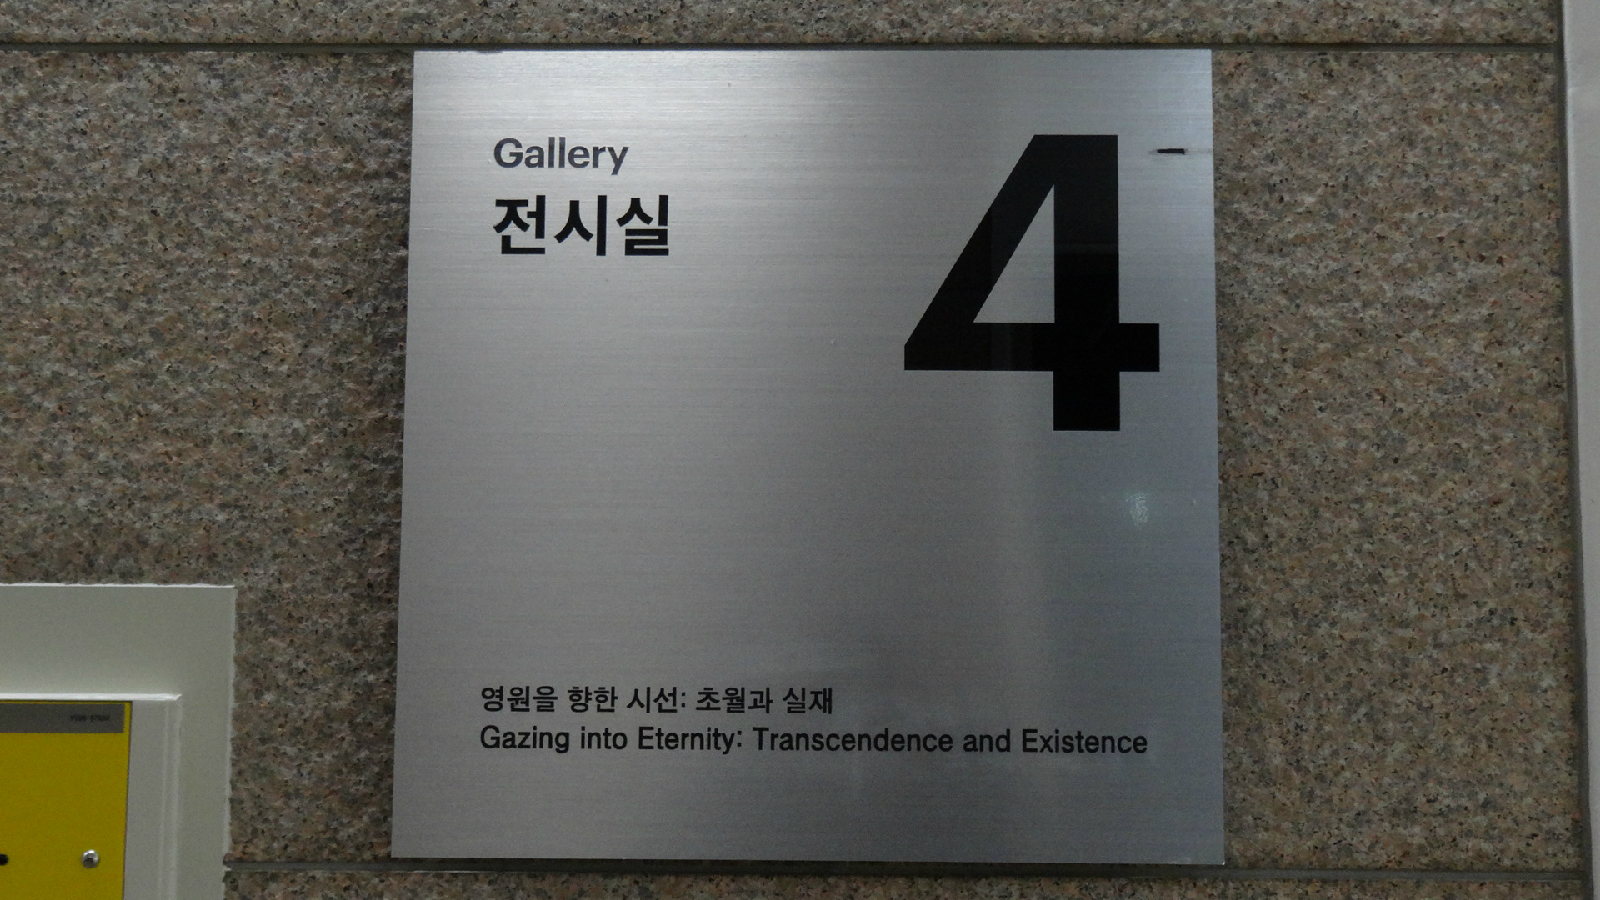 Gallery
전시실
4
영원을 향한 시선: 초월과 실재
Gazing into Eternity: Transcendence and Existence